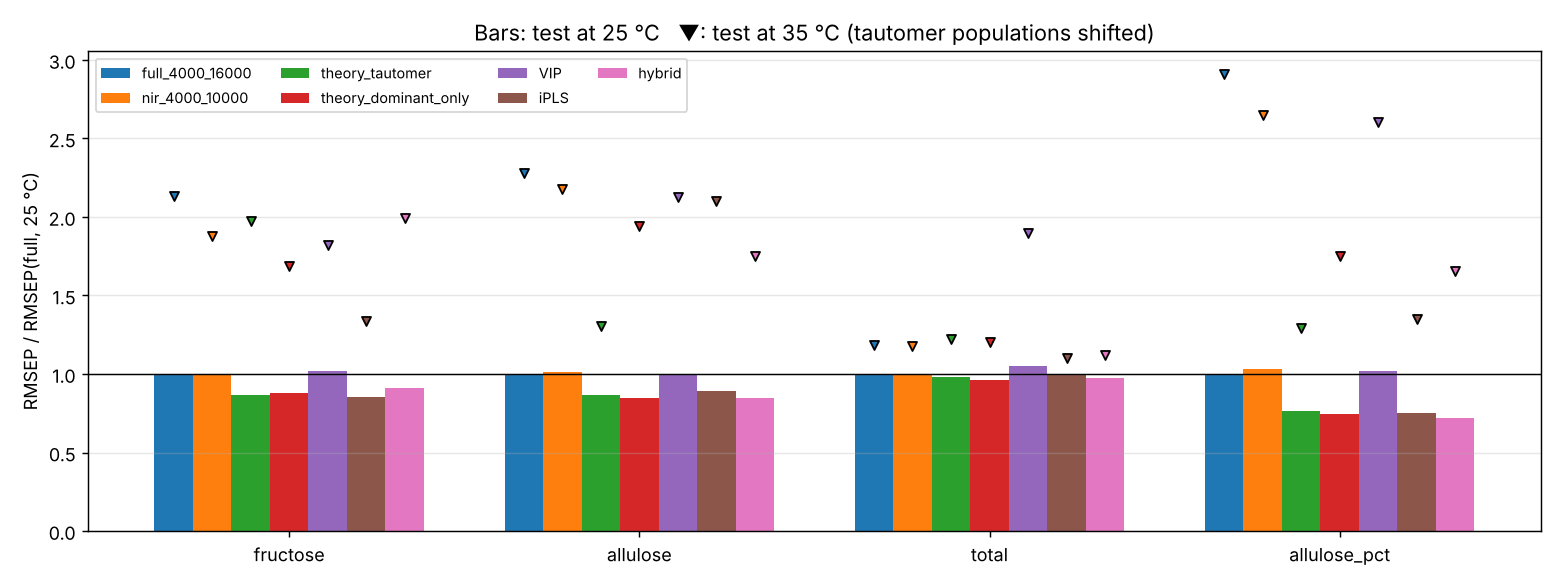 Bars: test at 25 °C ▼: test at 35 °C (tautomer populations shifted)
RMSEP / RMSEP(full, 25 °C)
3.0
2.5
2.0
1.5
1.0
0.5
0.0
full_4000_16000
nir_4000_10000
theory_tautomer
theory_dominant_only
VIP
iPLS
hybrid
fructose
allulose
total
allulose_pct